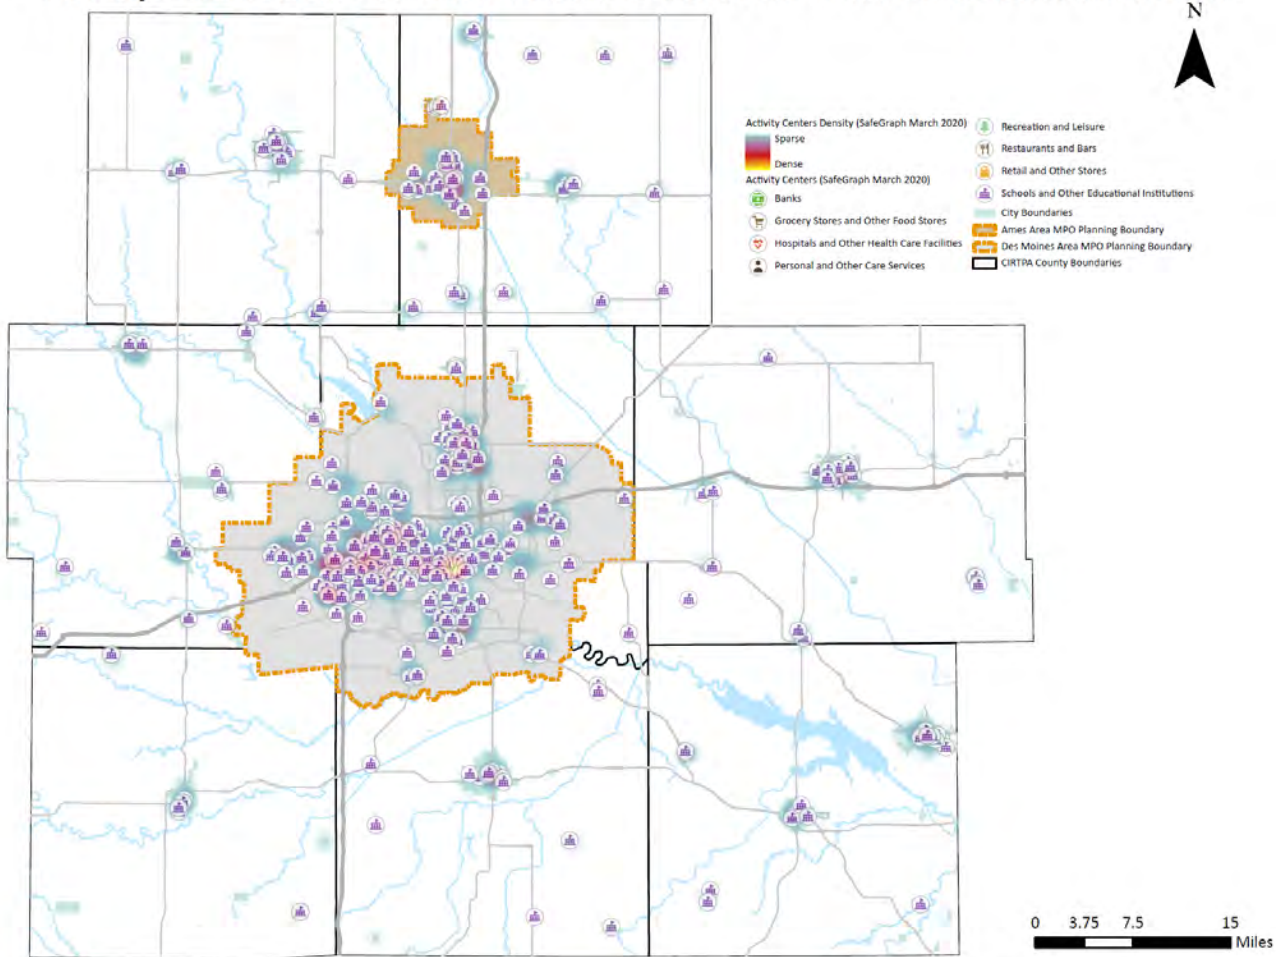 N
Activity Centers Density (SafeGraph March 2020)
Sparse
Dense
Activity Centers (SafeGraph March 2020)
Banks
Grocery Stores and Other Food Stores
Hospitals and Other Health Care Facilities
Personal and Other Care Services
Recreation and Leisure
Restaurants and Bars
Retail and Other Stores
Schools and Other Educational Institutions
City Boundaries
Ames Area MPO Planning Boundary
Des Moines Area MPO Planning Boundary
CIRTPA County Boundaries
0 3.75 7.5 15
Miles